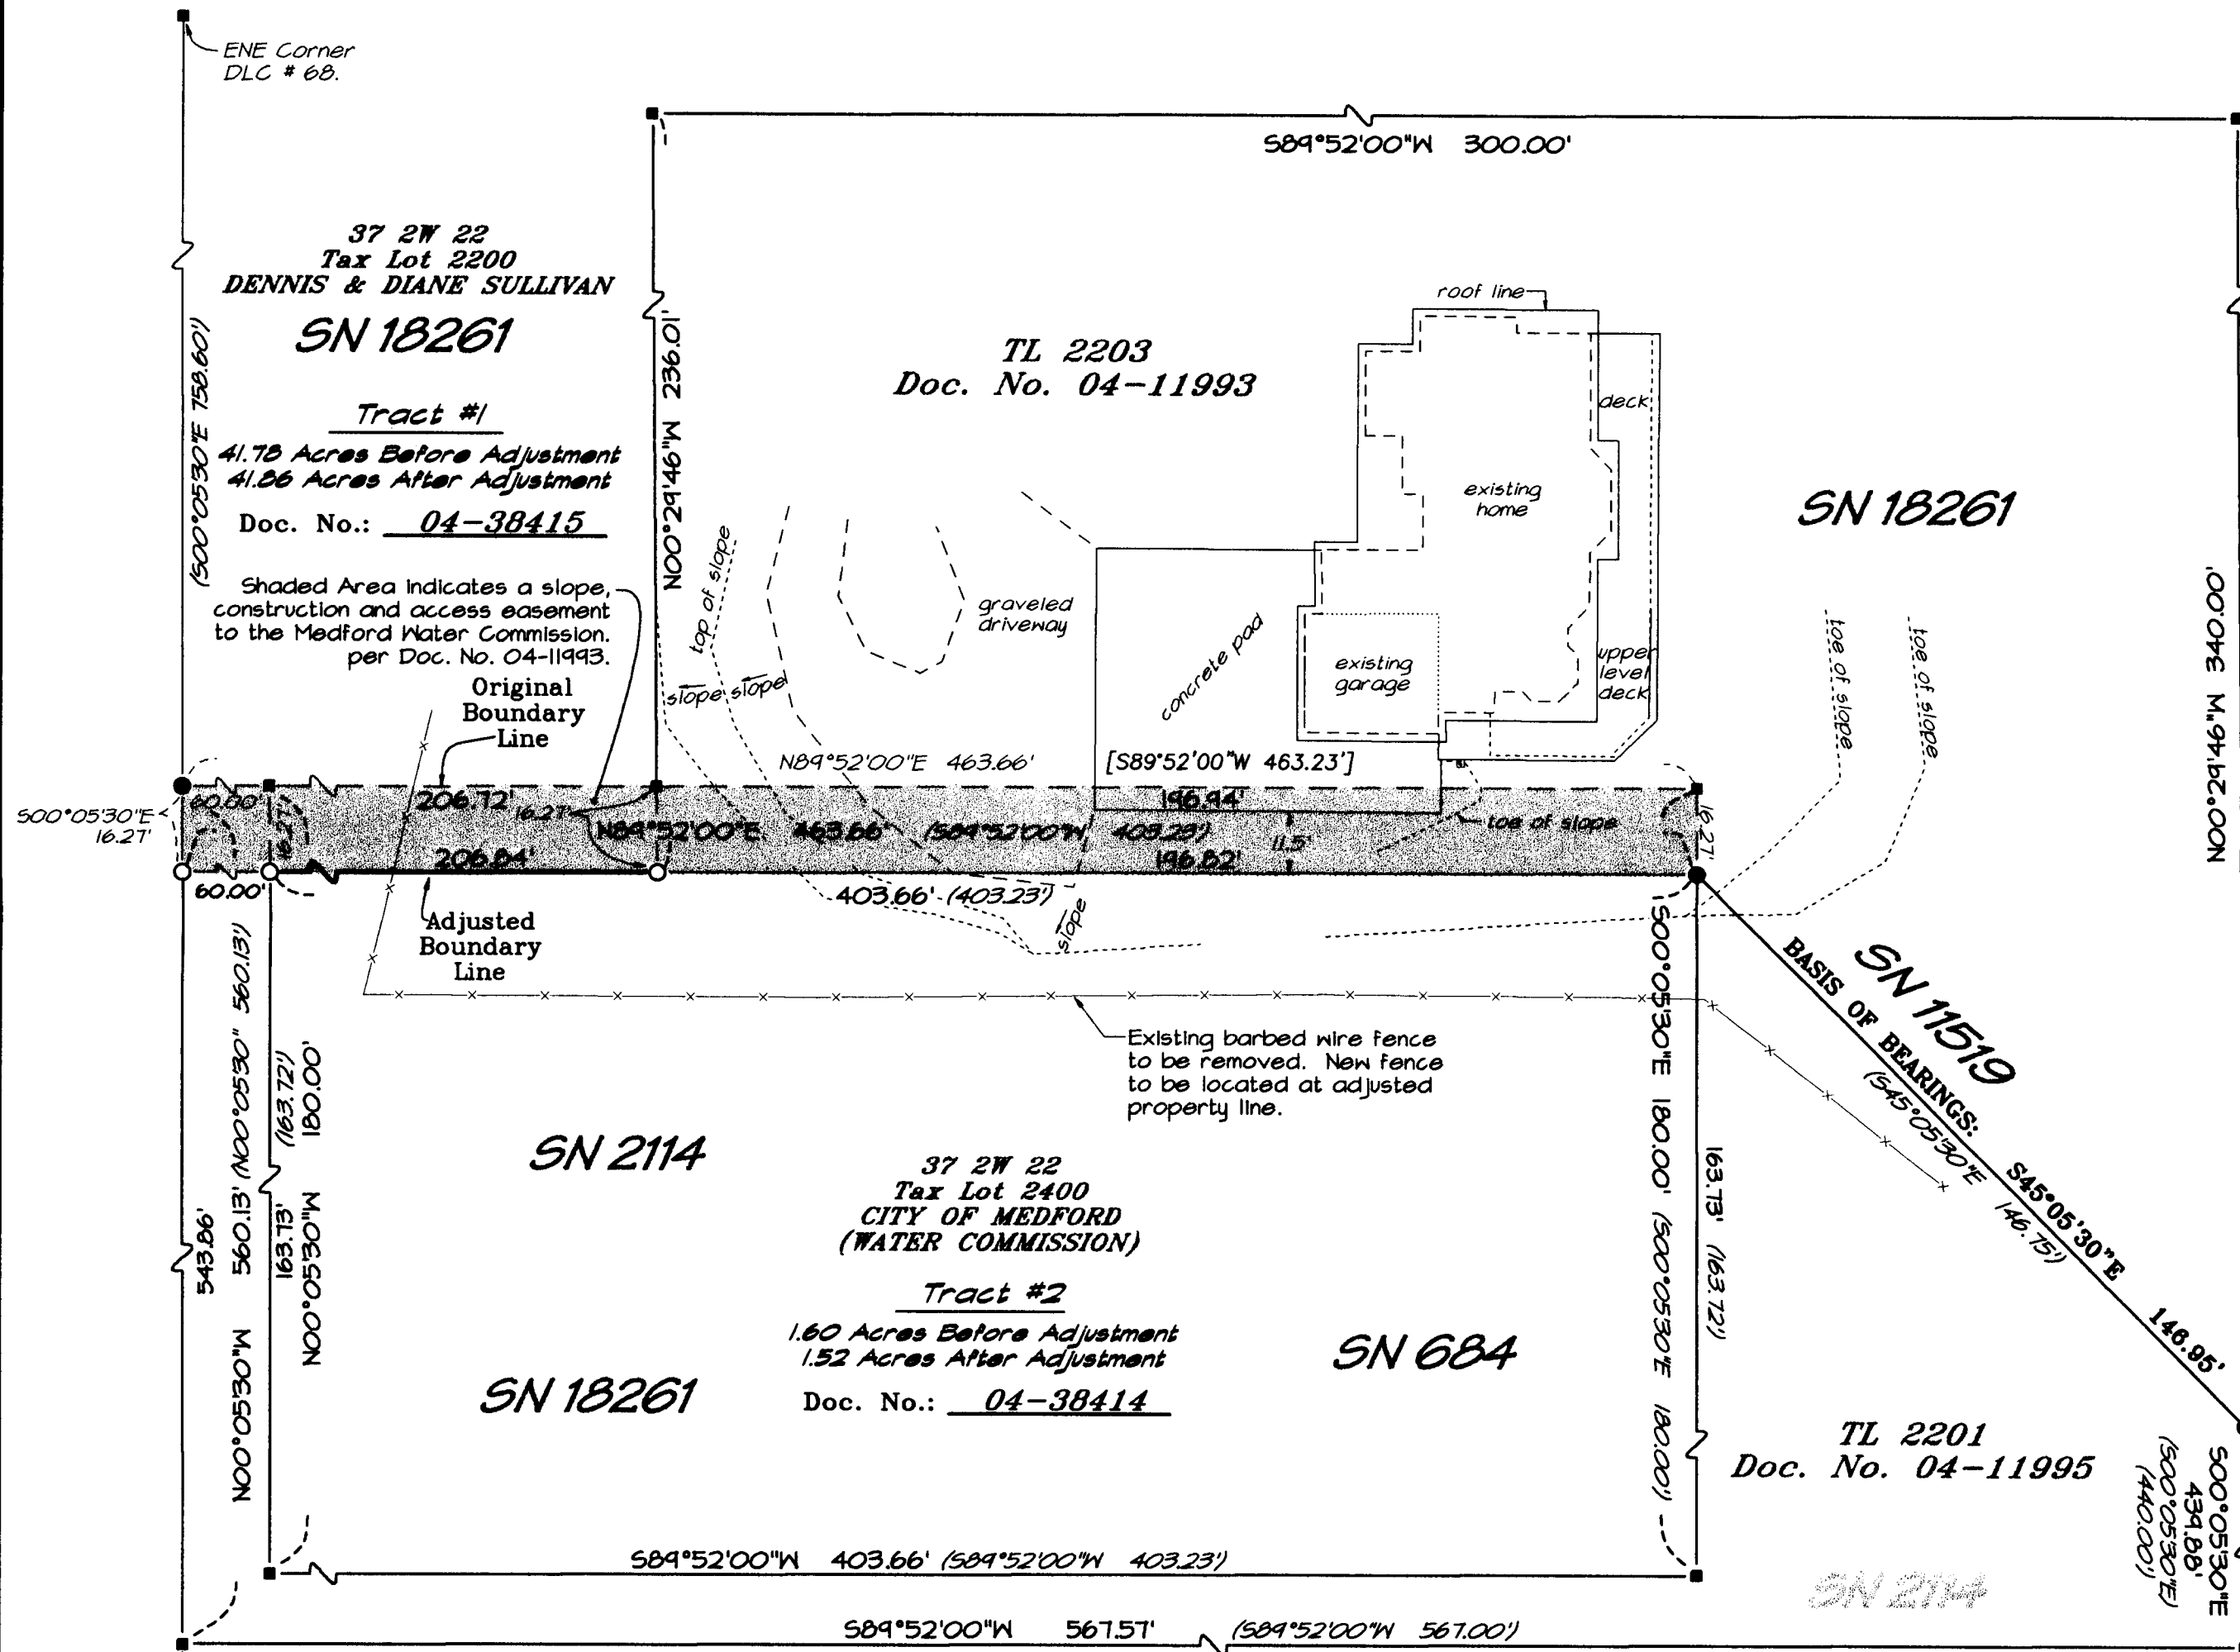 ENE Corner
DLC # 68.
S89°52'00"W 300.00'
37 2W 22
Tax Lot 2200
DENNIS & DIANE SULLIVAN
SN 18261
(S00°05'30"E 758.60')
Tract #1
41.78 Acres Before Adjustment
41.86 Acres After Adjustment
Doc. No.: 04-38415
N00°29'46"W 236.01'
TL 2203
Doc. No. 04-11993
roof line
deck
existing
home
SN 18261
N00°29'46"W 340.00'
Shaded Area indicates a slope,
construction and access easement
to the Medford Water Commission.
per Doc. No. 04-11993.
Original
Boundary
Line
top of slope
slope
slope
graveled
driveway
concrete pad
existing
garage
upper
level
deck
toe of slope
toe of slope
N89°52'00"E 463.66'
[S89°52'00"W 463.23']
S00°05'30"E
16.27'
60.00'
16.27'
206.72'
16.27'
196.94'
N89°52'00"E 463.66' (S89°52'00"W 403.23')
toe of slope
11.5'
16.27'
206.84'
196.82'
60.00'
403.66' (403.23')
slope
Adjusted
Boundary
Line
Existing barbed wire fence
to be removed. New fence
to be located at adjusted
property line.
543.86'
N00°05'30"W 560.13' (N00°05'30" 560.13')
(163.72')
163.73'
N00°05'30"W 180.00'
SN 2114
37 2W 22
Tax Lot 2400
CITY OF MEDFORD
(WATER COMMISSION)
Tract #2
1.60 Acres Before Adjustment
1.52 Acres After Adjustment
Doc. No.: 04-38414
SN 18261
SN 684
S00°05'30"E 180.00' (S00°05'30"E 180.00')
163.73' (163.72')
SN 11519
BASIS OF BEARINGS: S45°05'30"E 146.95'
(S45°05'30"E 146.75')
TL 2201
Doc. No. 04-11995
S00°05'30"E
439.88'
(S00°05'30"E)
(440.00')
SN 2114
S89°52'00"W 403.66' (S89°52'00"W 403.23')
S89°52'00"W 567.57' (S89°52'00"W 567.00')